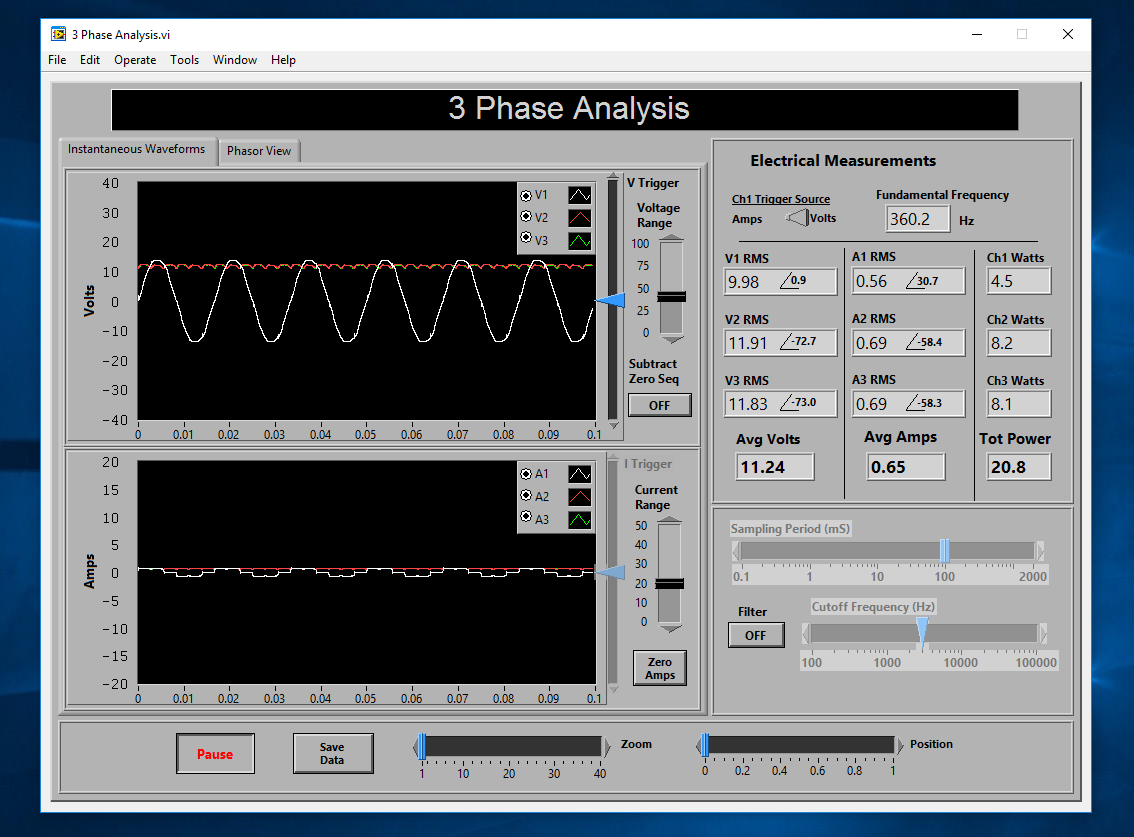 3 Phase Analysis.vi
File Edit Operate Tools Window Help
3 Phase Analysis
Instantaneous Waveforms
Phasor View
40
30
20
10
0
-10
-20
-30
-40
Volts
V1
V2
V3
0 0.01 0.02 0.03 0.04 0.05 0.06 0.07 0.08 0.09 0.1
V Trigger
Voltage
Range
100
75
50
25
0
Subtract
Zero Seq
OFF
20
15
10
5
0
-5
-10
-15
-20
Amps
A1
A2
A3
0 0.01 0.02 0.03 0.04 0.05 0.06 0.07 0.08 0.09 0.1
I Trigger
Current
Range
50
40
30
20
10
0
Zero
Amps
Electrical Measurements
Ch1 Trigger Source
Amps Volts
Fundamental Frequency
360.2 Hz
V1 RMS A1 RMS Ch1 Watts
9.98 0.9 0.56 30.7 4.5
V2 RMS A2 RMS Ch2 Watts
11.91 -72.7 0.69 -58.4 8.2
V3 RMS A3 RMS Ch3 Watts
11.83 -73.0 0.69 -58.3 8.1
Avg Volts Avg Amps Tot Power
11.24 0.65 20.8
Sampling Period (mS)
0.1 1 10 100 2000
Filter
OFF
Cutoff Frequency (Hz)
100 1000 10000 100000
Pause
Save
Data
Zoom
1 10 20 30 40
Position
0 0.2 0.4 0.6 0.8 1